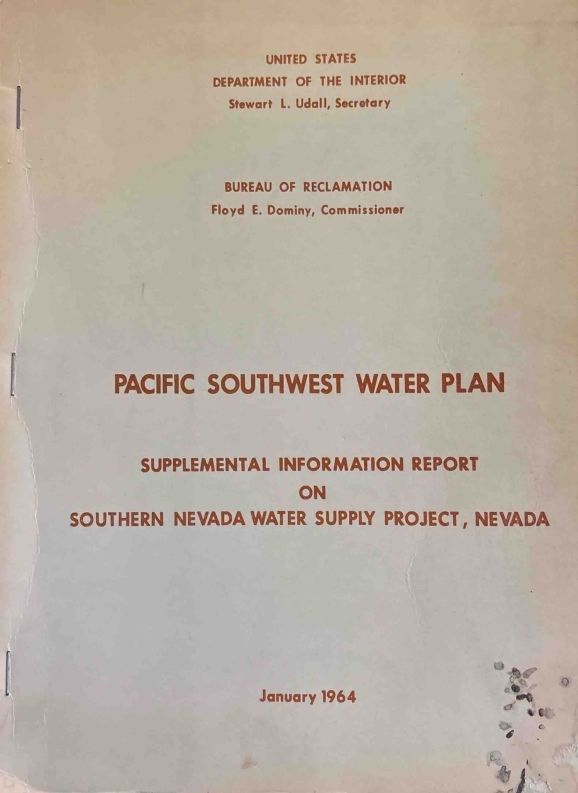 UNITED STATES
DEPARTMENT OF THE INTERIOR
Stewart L. Udall, Secretary
BUREAU OF RECLAMATION
Floyd E. Dominy, Commissioner
PACIFIC SOUTHWEST WATER PLAN
SUPPLEMENTAL INFORMATION REPORT
ON
SOUTHERN NEVADA WATER SUPPLY PROJECT, NEVADA
January 1964